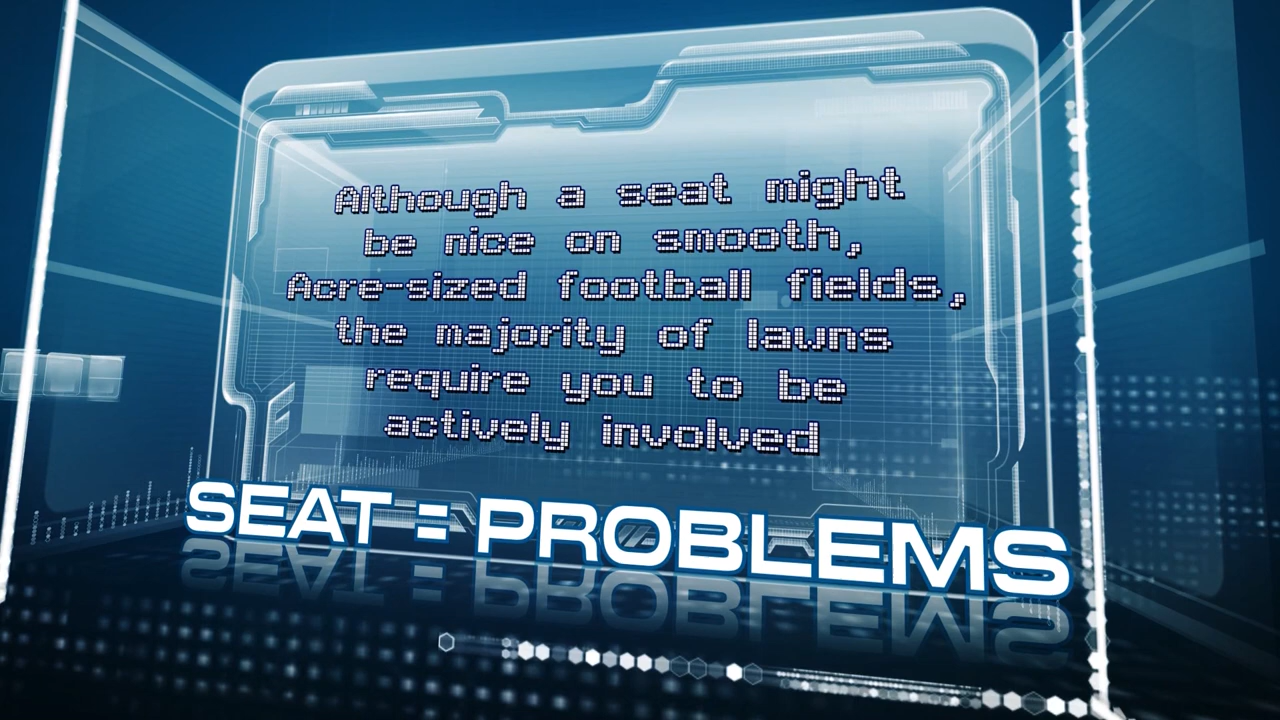 Although a seat might
be nice on smooth,
Acre-sized football fields,
the majority of lawns
require you to be
actively involved
SEAT = PROBLEMS